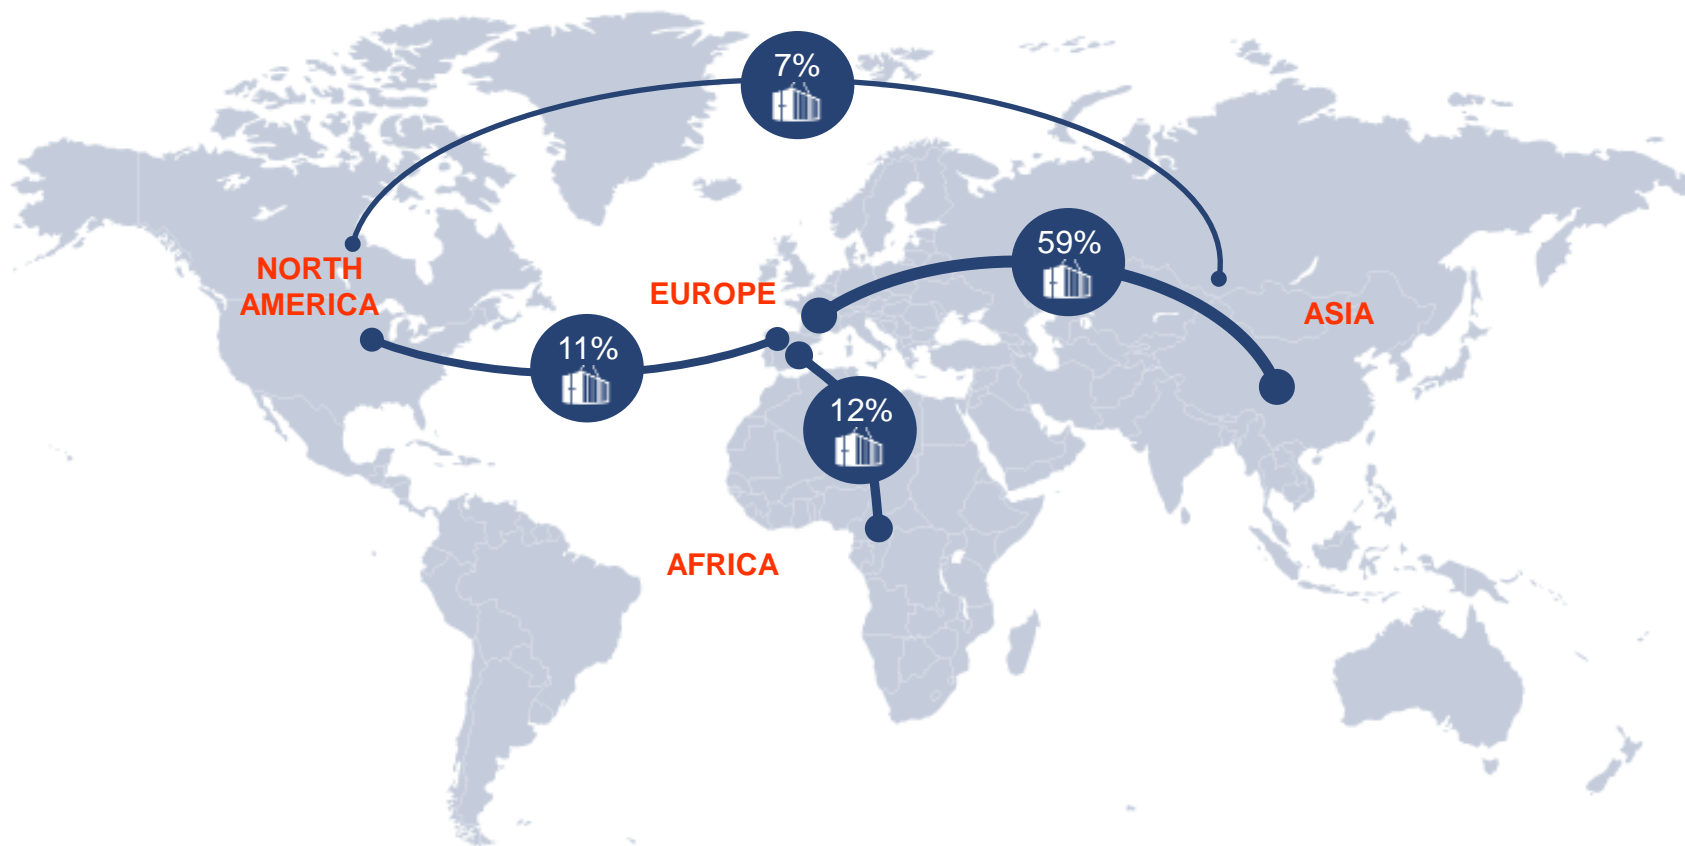 7%
59%
NORTH
AMERICA
EUROPE
ASIA
11%
12%
AFRICA